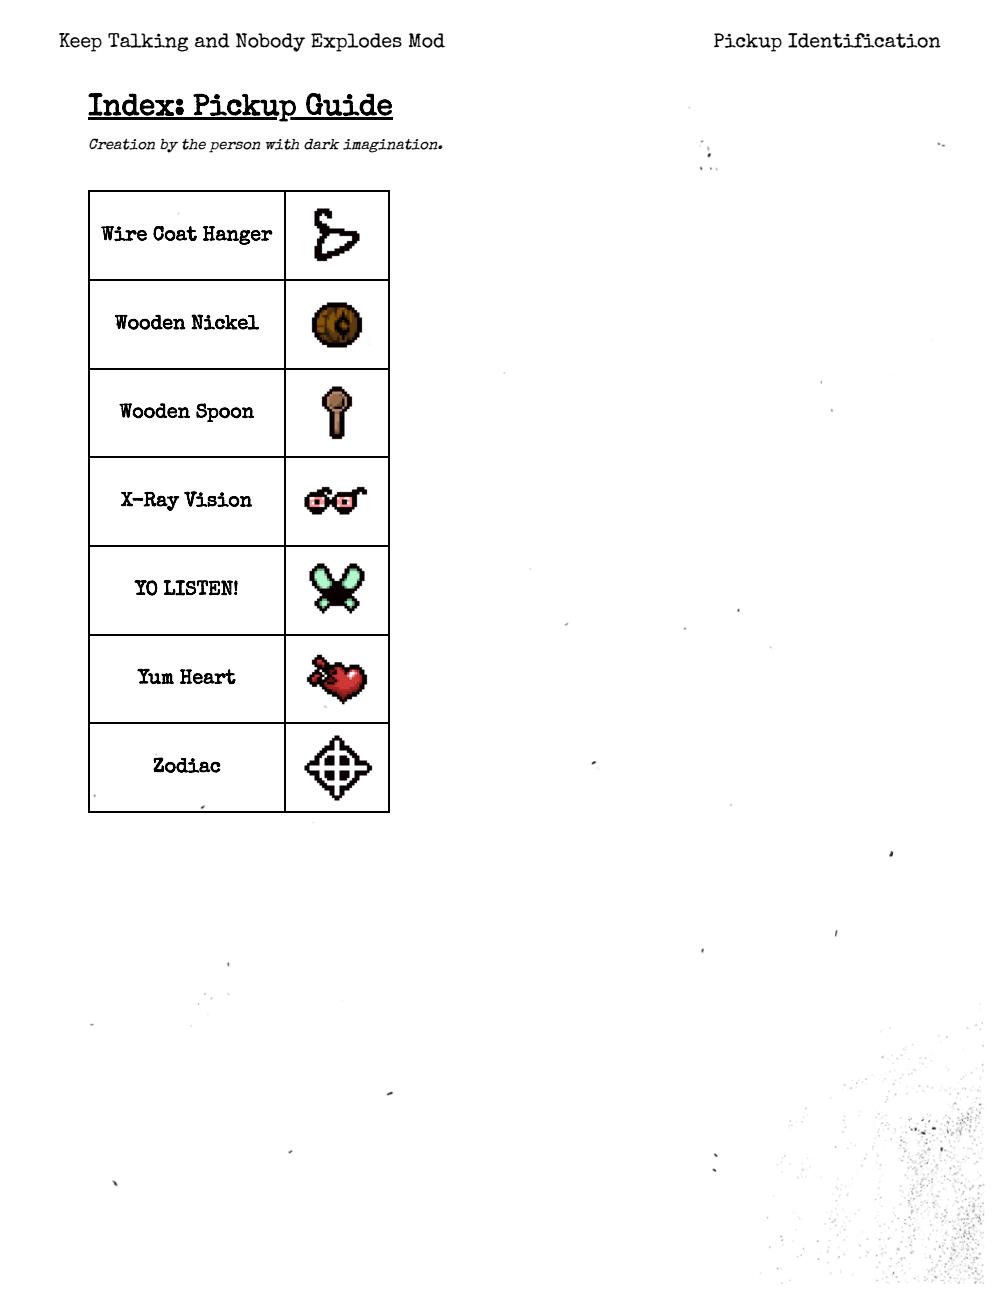 Keep Talking and Nobody Explodes Mod
Pickup Identification
Index: Pickup Guide
Creation by the person with dark imagination.
Wire Coat Hanger
Wooden Nickel
Wooden Spoon
X-Ray Vision
YO LISTEN!
Yum Heart
Zodiac